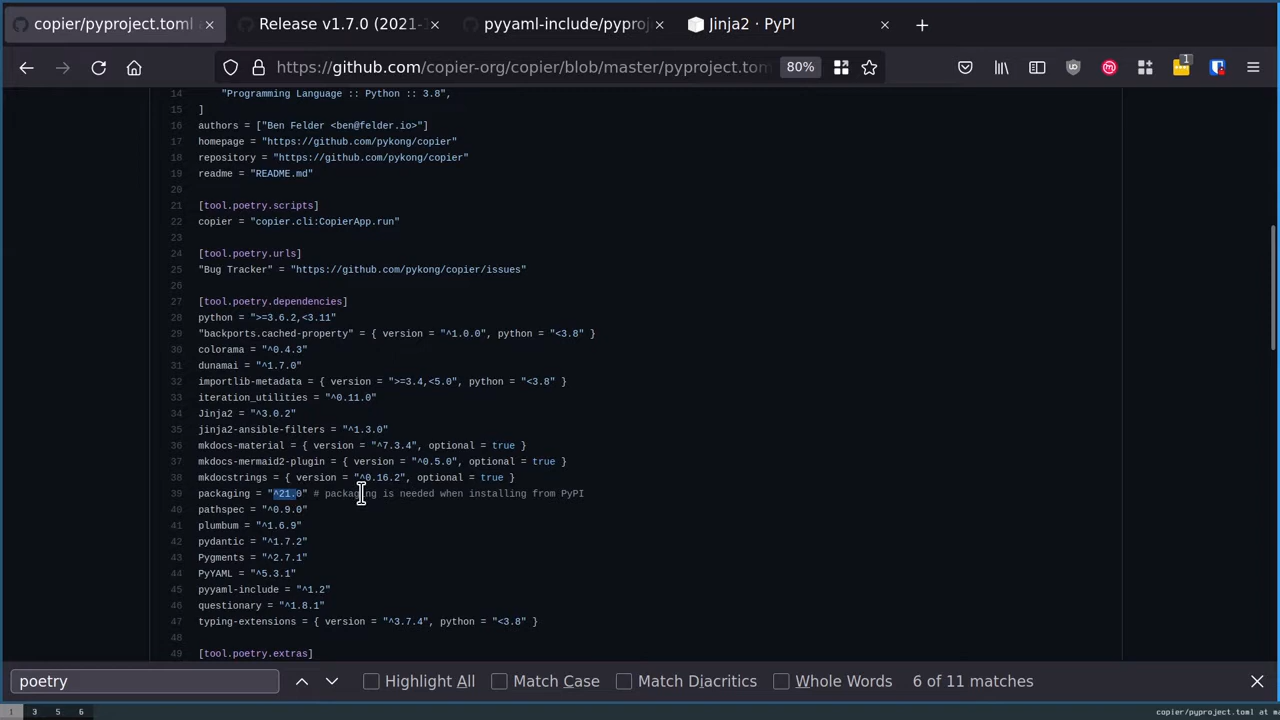 copier/pyproject.toml
Release v1.7.0 (2021-
pyyaml-include/pyproj
Jinja2 · PyPI
https://github.com/copier-org/copier/blob/master/pyproject.tom
80%
1
14 "Programming Language :: Python :: 3.8",
15 ]
16 authors = ["Ben Felder <ben@felder.io>"]
17 homepage = "https://github.com/pykong/copier"
18 repository = "https://github.com/pykong/copier"
19 readme = "README.md"
20
21 [tool.poetry.scripts]
22 copier = "copier.cli:CopierApp.run"
23
24 [tool.poetry.urls]
25 "Bug Tracker" = "https://github.com/pykong/copier/issues"
26
27 [tool.poetry.dependencies]
28 python = ">=3.6.2,<3.11"
29 "backports.cached-property" = { version = "^1.0.0", python = "<3.8" }
30 colorama = "^0.4.3"
31 dunamai = "^1.7.0"
32 importlib-metadata = { version = ">=3.4,<5.0", python = "<3.8" }
33 iteration_utilities = "^0.11.0"
34 Jinja2 = "^3.0.2"
35 jinja2-ansible-filters = "^1.3.0"
36 mkdocs-material = { version = "^7.3.4", optional = true }
37 mkdocs-mermaid2-plugin = { version = "^0.5.0", optional = true }
38 mkdocstrings = { version = "^0.16.2", optional = true }
39 packaging = "^21.0" # packaging is needed when installing from PyPI
40 pathspec = "^0.9.0"
41 plumbum = "^1.6.9"
42 pydantic = "^1.7.2"
43 Pygments = "^2.7.1"
44 PyYAML = "^5.3.1"
45 pyyaml-include = "^1.2"
46 questionary = "^1.8.1"
47 typing-extensions = { version = "^3.7.4", python = "<3.8" }
48
49 [tool.poetry.extras]
poetry
Highlight All
Match Case
Match Diacritics
Whole Words
6 of 11 matches
1 3 5 6
copier/pyproject.toml at m